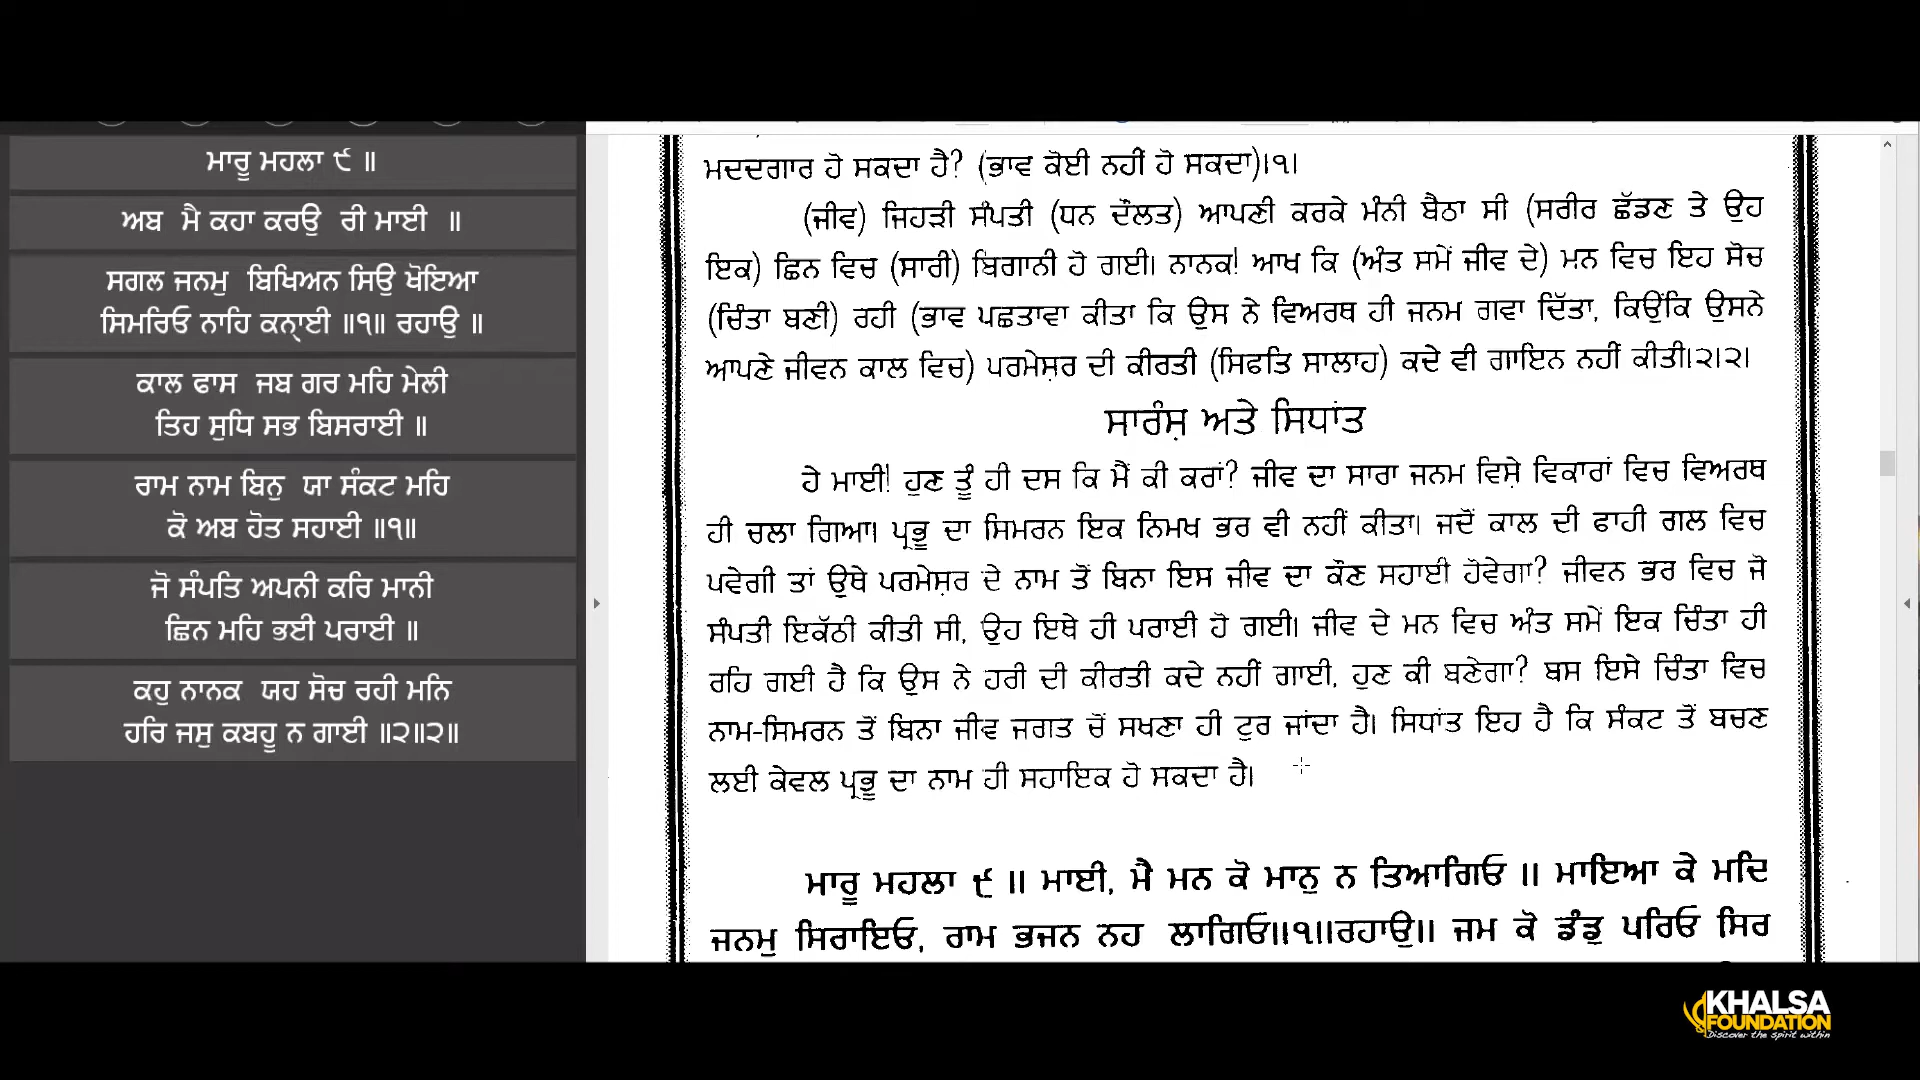 ਮਾਰੂ ਮਹਲਾ ੯ ॥
ਅਬ ਮੈ ਕਹਾ ਕਰਉ ਰੀ ਮਾਈ ॥
ਸਗਲ ਜਨਮੁ ਬਿਖਿਅਨ ਸਿਉ ਖੋਇਆ
ਸਿਮਰਿਓ ਨਾਹਿ ਕਨ੍ਹਾਈ ॥੧॥ ਰਹਾਉ ॥
ਕਾਲ ਫਾਸ ਜਬ ਗਰ ਮਹਿ ਮੇਲੀ
ਤਿਹ ਸੁਧਿ ਸਭ ਬਿਸਰਾਈ ॥
ਰਾਮ ਨਾਮ ਬਿਨੁ ਯਾ ਸੰਕਟ ਮਹਿ
ਕੋ ਅਬ ਹੋਤ ਸਹਾਈ ॥੧॥
ਜੋ ਸੰਪਤਿ ਅਪਨੀ ਕਰਿ ਮਾਨੀ
ਛਿਨ ਮਹਿ ਭਈ ਪਰਾਈ ॥
ਕਹੁ ਨਾਨਕ ਯਹ ਸੋਚ ਰਹੀ ਮਨਿ
ਹਰਿ ਜਸੁ ਕਬਹੂ ਨ ਗਾਈ ॥੨॥੨॥
ਮਦਦਗਾਰ ਹੋ ਸਕਦਾ ਹੈ? (ਭਾਵ ਕੋਈ ਨਹੀਂ ਹੋ ਸਕਦਾ)।੧।
(ਜੀਵ) ਜਿਹੜੀ ਸੰਪਤੀ (ਧਨ ਦੌਲਤ) ਆਪਣੀ ਕਰਕੇ ਮੰਨੀ ਬੈਠਾ ਸੀ (ਸਰੀਰ ਛੱਡਣ ਤੇ ਉਹ
ਇਕ) ਛਿਨ ਵਿਚ (ਸਾਰੀ) ਬਿਗਾਨੀ ਹੋ ਗਈ। ਨਾਨਕ! ਆਖ ਕਿ (ਅੰਤ ਸਮੇਂ ਜੀਵ ਦੇ) ਮਨ ਵਿਚ ਇਹ ਸੋਚ
(ਚਿੰਤਾ ਬਣੀ) ਰਹੀ (ਭਾਵ ਪਛਤਾਵਾ ਕੀਤਾ ਕਿ ਉਸ ਨੇ ਵਿਅਰਥ ਹੀ ਜਨਮ ਗਵਾ ਦਿੱਤਾ, ਕਿਉਂਕਿ ਉਸਨੇ
ਆਪਣੇ ਜੀਵਨ ਕਾਲ ਵਿਚ) ਪਰਮੇਸ਼ਰ ਦੀ ਕੀਰਤੀ (ਸਿਫਤਿ ਸਾਲਾਹ) ਕਦੇ ਵੀ ਗਾਇਨ ਨਹੀਂ ਕੀਤੀ।੨।੨।
ਸਾਰੰਸ਼ ਅਤੇ ਸਿਧਾਂਤ
ਹੇ ਮਾਈ! ਹੁਣ ਤੂੰ ਹੀ ਦਸ ਕਿ ਮੈਂ ਕੀ ਕਰਾਂ? ਜੀਵ ਦਾ ਸਾਰਾ ਜਨਮ ਵਿਸ਼ੇ ਵਿਕਾਰਾਂ ਵਿਚ ਵਿਅਰਥ
ਹੀ ਚਲਾ ਗਿਆ। ਪ੍ਰਭੂ ਦਾ ਸਿਮਰਨ ਇਕ ਨਿਮਖ ਭਰ ਵੀ ਨਹੀਂ ਕੀਤਾ। ਜਦੋਂ ਕਾਲ ਦੀ ਫਾਹੀ ਗਲ ਵਿਚ
ਪਵੇਗੀ ਤਾਂ ਉਥੇ ਪਰਮੇਸ਼ਰ ਦੇ ਨਾਮ ਤੋਂ ਬਿਨਾ ਇਸ ਜੀਵ ਦਾ ਕੌਣ ਸਹਾਈ ਹੋਵੇਗਾ? ਜੀਵਨ ਭਰ ਵਿਚ ਜੋ
ਸੰਪਤੀ ਇਕੱਠੀ ਕੀਤੀ ਸੀ, ਉਹ ਇਥੇ ਹੀ ਪਰਾਈ ਹੋ ਗਈ। ਜੀਵ ਦੇ ਮਨ ਵਿਚ ਅੰਤ ਸਮੇਂ ਇਕ ਚਿੰਤਾ ਹੀ
ਰਹਿ ਗਈ ਹੈ ਕਿ ਉਸ ਨੇ ਹਰੀ ਦੀ ਕੀਰਤੀ ਕਦੇ ਨਹੀਂ ਗਾਈ, ਹੁਣ ਕੀ ਬਣੇਗਾ? ਬਸ ਇਸੇ ਚਿੰਤਾ ਵਿਚ
ਨਾਮ-ਸਿਮਰਨ ਤੋਂ ਬਿਨਾ ਜੀਵ ਜਗਤ ਚੋਂ ਸਖਣਾ ਹੀ ਟੁਰ ਜਾਂਦਾ ਹੈ। ਸਿਧਾਂਤ ਇਹ ਹੈ ਕਿ ਸੰਕਟ ਤੋਂ ਬਚਣ
ਲਈ ਕੇਵਲ ਪ੍ਰਭੂ ਦਾ ਨਾਮ ਹੀ ਸਹਾਇਕ ਹੋ ਸਕਦਾ ਹੈ।
ਮਾਰੂ ਮਹਲਾ ੯ ॥ ਮਾਈ, ਮੈ ਮਨ ਕੋ ਮਾਨੁ ਨ ਤਿਆਗਿਓ ॥ ਮਾਇਆ ਕੇ ਮਦਿ
ਜਨਮੁ ਸਿਰਾਇਓ, ਰਾਮ ਭਜਨ ਨਹ ਲਾਗਿਓ॥੧॥ਰਹਾਉ॥ ਜਮ ਕੋ ਡੰਡੁ ਪਰਿਓ ਸਿਰ
KHALSA
FOUNDATION
Discover the spirit within